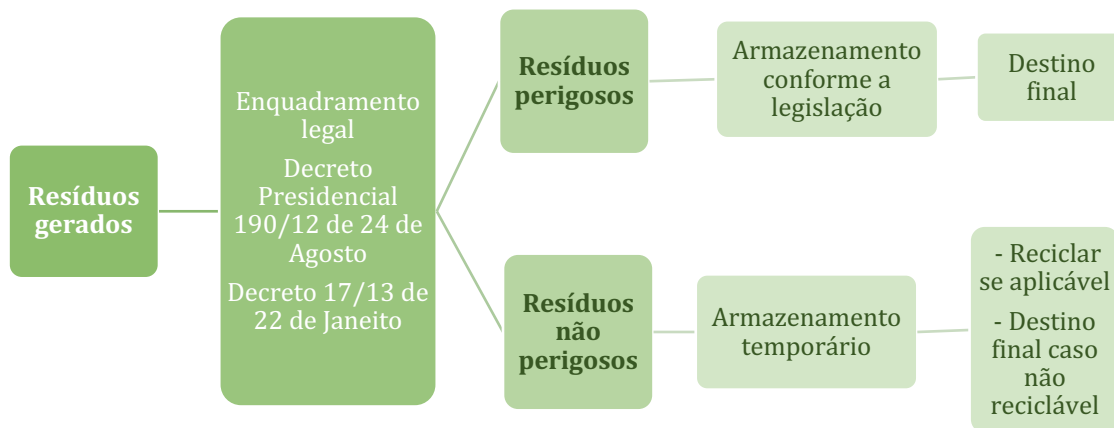 Resíduos
gerados
Enquadramento
legal
Decreto
Presidencial
190/12 de 24 de
Agosto
Decreto 17/13 de
22 de Janeito
Resíduos
perigosos
Armazenamento
conforme a
legislação
Destino
final
Resíduos
não
perigosos
Armazenamento
temporário
- Reciclar
se aplicável
- Destino
final caso
não
reciclável